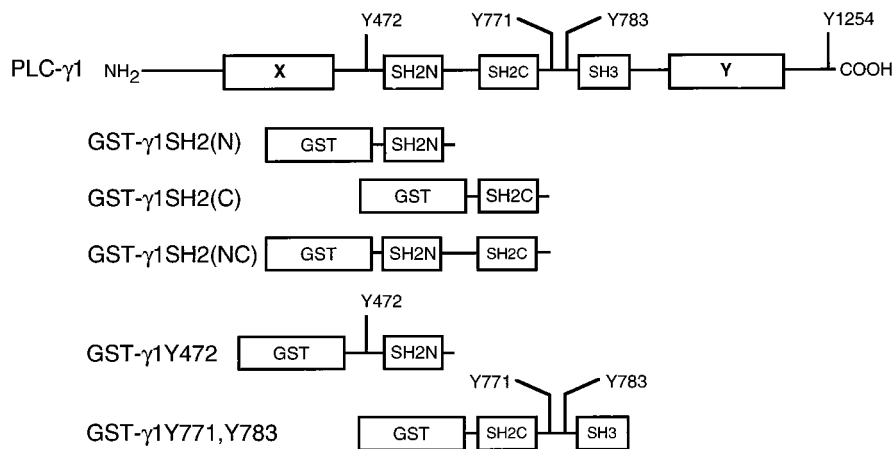 Y472 Y771 Y783 Y1254
PLC-γ1 NH2 X SH2N SH2C SH3 Y COOH
GST-γ1SH2(N) GST SH2N
GST-γ1SH2(C) GST SH2C
GST-γ1SH2(NC) GST SH2N SH2C
Y472
GST-γ1Y472 GST SH2N
Y771 Y783
GST-γ1Y771,Y783 GST SH2C SH3